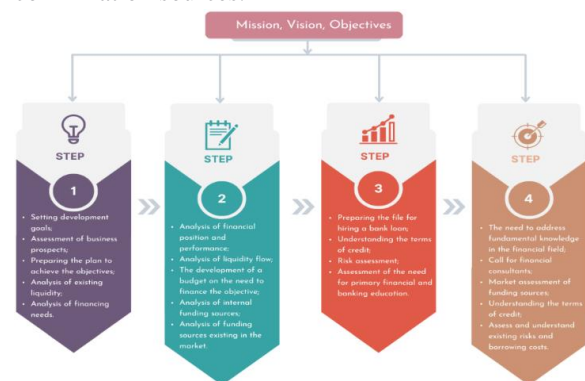 Mission, Vision, Objectives
STEP
1
• Setting development
goals;
• Assessment of business
prospects;
• Preparing the plan to
achieve the objectives;
• Analysis of existing
liquidity;
• Analysis of financing
needs.
STEP
2
• Analysis of financial
position and
performance;
• Analysis of liquidity flow;
• The development of a
budget on the need to
finance the objective;
• Analysis of internal
funding sources;
• Analysis of funding
sources existing in the
market.
STEP
3
• Preparing the file for
hiring a bank loan;
• Understanding the terms
of credit;
• Risk assessment;
• Assessment of the need
for primary financial and
banking education.
STEP
4
• The need to address
fundamental knowledge
in the financial field;
• Call for financial
consultants;
• Market assessment of
funding sources;
• Understanding the terms
of credit;
• Assess and understand
existing risks and
borrowing costs.